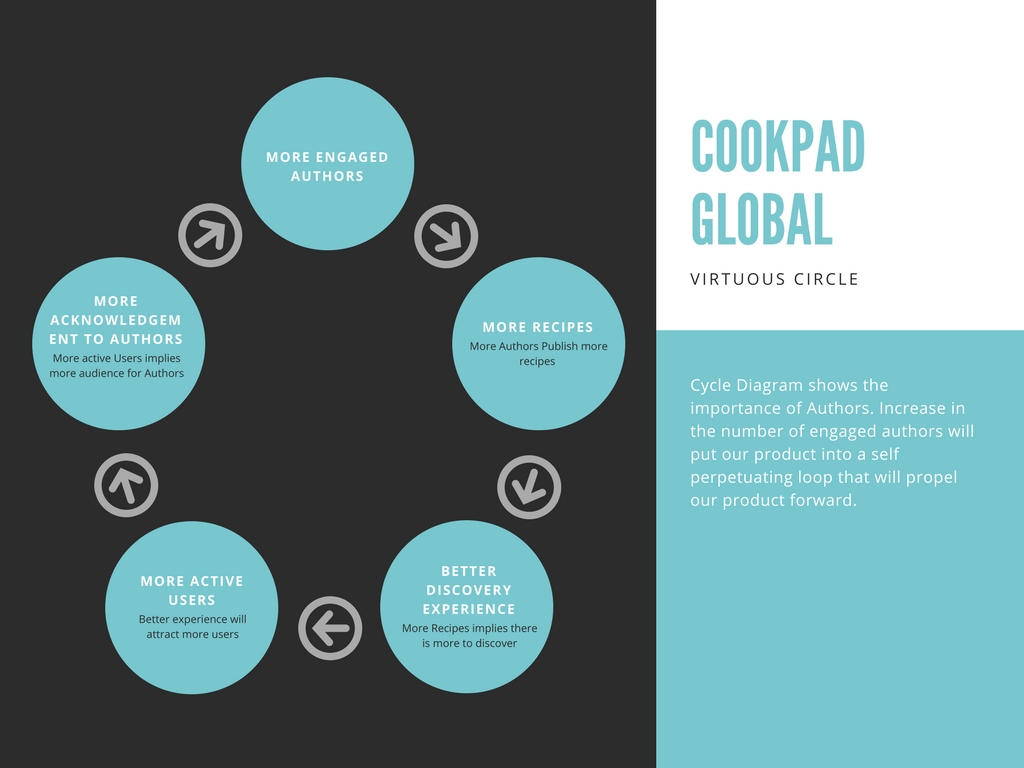 COOKPAD
GLOBAL
VIRTUOUS CIRCLE
Cycle Diagram shows the
importance of Authors. Increase in
the number of engaged authors will
put our product into a self
perpetuating loop that will propel
our product forward.
MORE ENGAGED
AUTHORS
MORE RECIPES
More Authors Publish more
recipes
BETTER
DISCOVERY
EXPERIENCE
More Recipes implies there
is more to discover
MORE ACTIVE
USERS
Better experience will
attract more users
MORE
ACKNOWLEDGEM
ENT TO AUTHORS
More active Users implies
more audience for Authors